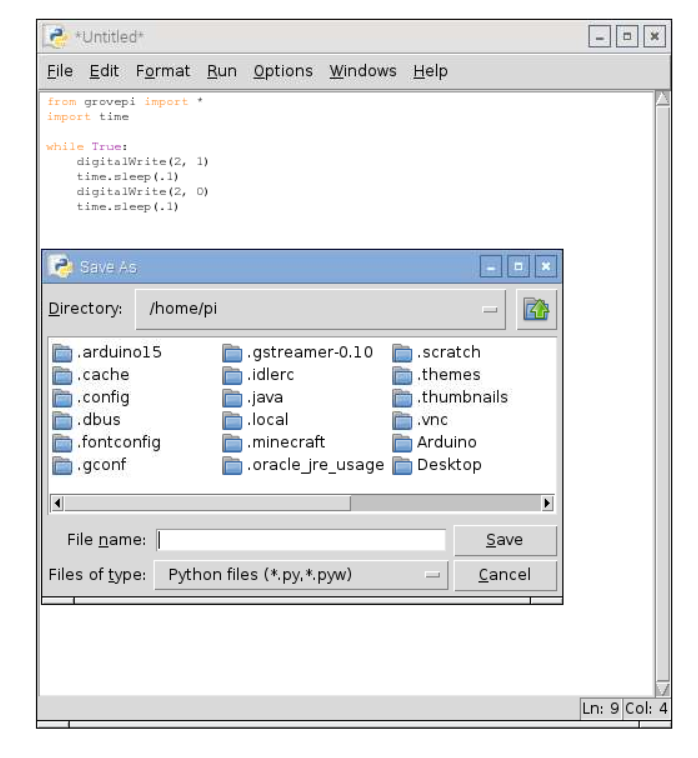 *Untitled*
File Edit Format Run Options Windows Help
from grovepi import *
import time
while True:
    digitalWrite(2, 1)
    time.sleep(.1)
    digitalWrite(2, 0)
    time.sleep(.1)
Save As
Directory: /home/pi
.arduino15 .gstreamer-0.10 .scratch
.cache .idlerc .themes
.config .java .thumbnails
.dbus .local .vnc
.fontconfig .minecraft Arduino
.gconf .oracle_jre_usage Desktop
File name: Save
Files of type: Python files (*.py,*.pyw) Cancel
Ln: 9 Col: 4